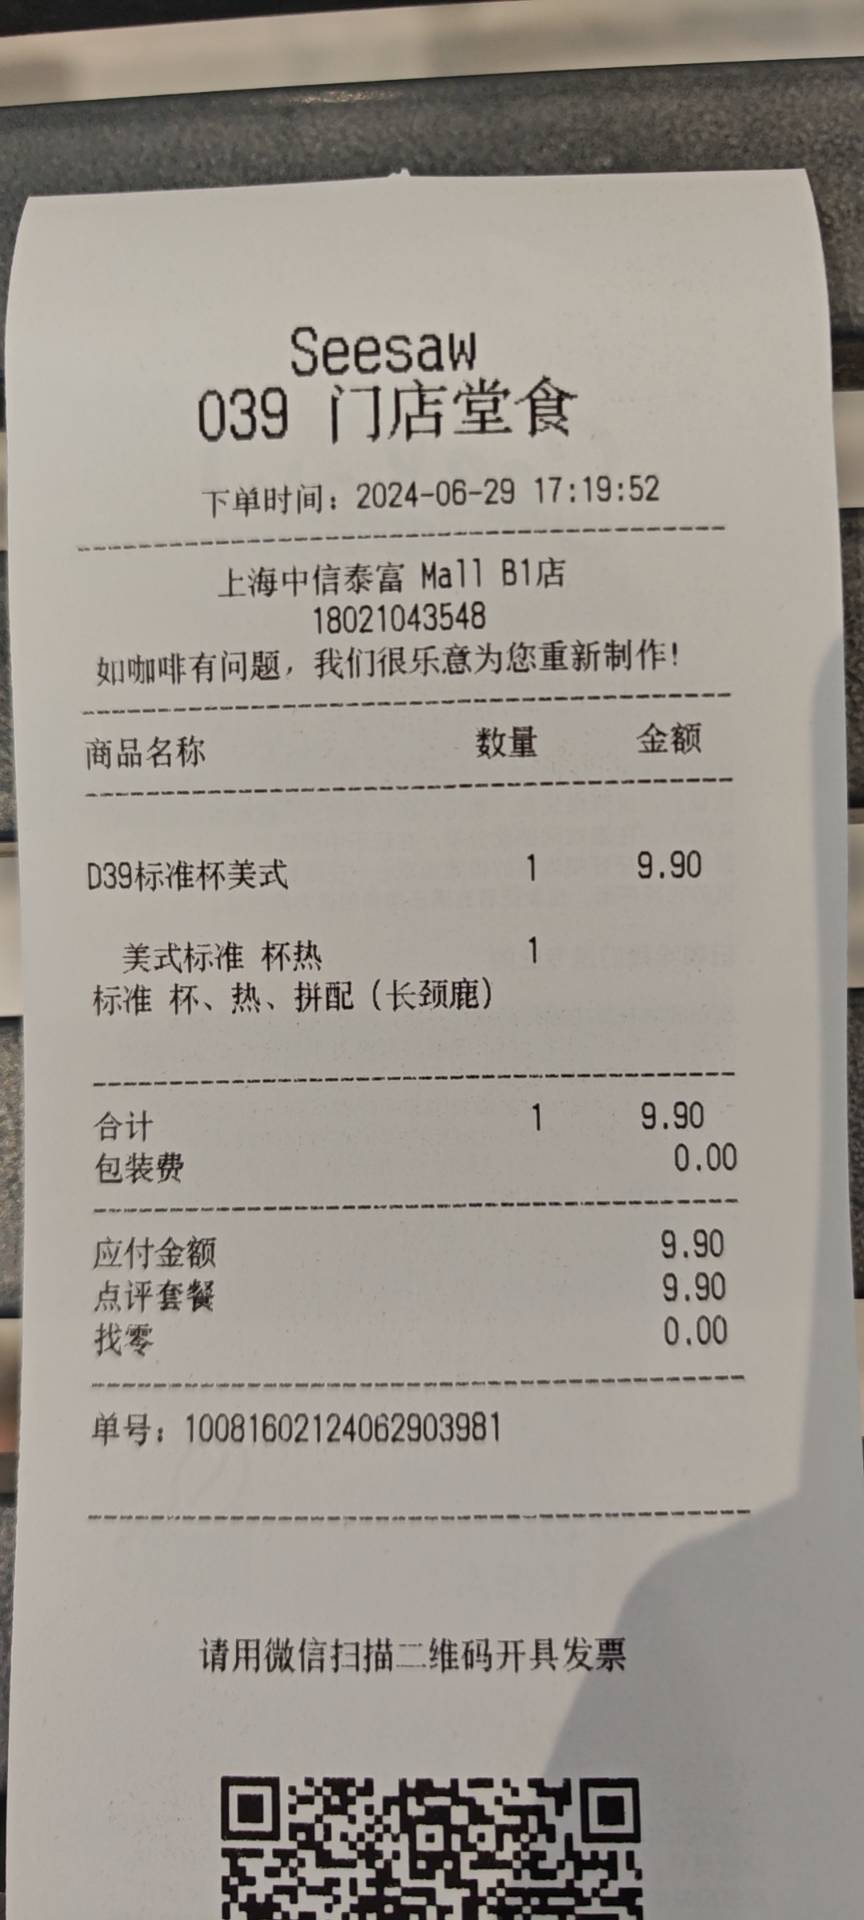 Seesaw
039 门店堂食
下单时间：2024-06-29 17:19:52
上海中信泰富 Mall B1店
18021043548
如咖啡有问题，我们很乐意为您重新制作!
商品名称 数量 金额
D39标准杯美式 1 9.90
美式标准 杯热 1
标准 杯、热、拼配（长颈鹿）
合计 1 9.90
包装费 0.00
应付金额 9.90
点评套餐 9.90
找零 0.00
单号：10081602124062903981
请用微信扫描二维码开具发票